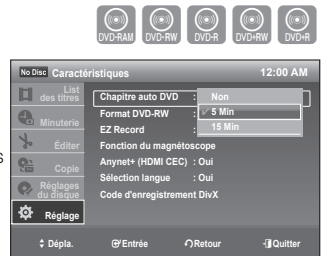 DVD-RAM DVD-RW DVD-R DVD+RW DVD+R
No Disc Caractéristiques 12:00 AM
List
des titres
Minuterie
Éditer
Copie
Réglages
du disque
Réglage
Chapitre auto DVD : Non
Format DVD-RW : ✓ 5 Min
EZ Record : 15 Min
Fonction du magnétoscope
Anynet+ (HDMI CEC) : Oui
Sélection langue : Oui
Code d'enregistrement DivX
S
Dépla. Entrée Retour Quitter